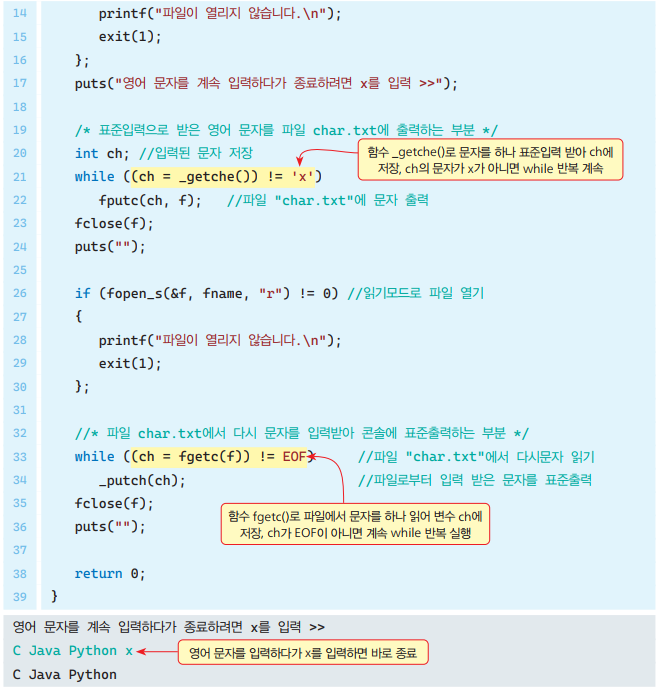 14 printf("파일이 열리지 않습니다.\n");
15 exit(1);
16 };
17 puts("영어 문자를 계속 입력하다가 종료하려면 x를 입력 >>");
18
19 /* 표준입력으로 받은 영어 문자를 파일 char.txt에 출력하는 부분 */
20 int ch; //입력된 문자 저장
함수 _getche()로 문자를 하나 표준입력 받아 ch에
저장, ch의 문자가 x가 아니면 while 반복 계속
21 while ((ch = _getche()) != 'x')
22 fputc(ch, f); //파일 "char.txt"에 문자 출력
23 fclose(f);
24 puts("");
25
26 if (fopen_s(&f, fname, "r") != 0) //읽기모드로 파일 열기
27 {
28 printf("파일이 열리지 않습니다.\n");
29 exit(1);
30 };
31
32 //* 파일 char.txt에서 다시 문자를 입력받아 콘솔에 표준출력하는 부분 */
33 while ((ch = fgetc(f)) != EOF) //파일 "char.txt"에서 다시문자 읽기
34 _putch(ch); //파일로부터 입력 받은 문자를 표준출력
35 fclose(f);
함수 fgetc()로 파일에서 문자를 하나 읽어 변수 ch에
저장, ch가 EOF이 아니면 계속 while 반복 실행
36 puts("");
37
38 return 0;
39 }
영어 문자를 계속 입력하다가 종료하려면 x를 입력 >>
C Java Python x 영어 문자를 입력하다가 x를 입력하면 바로 종료
C Java Python